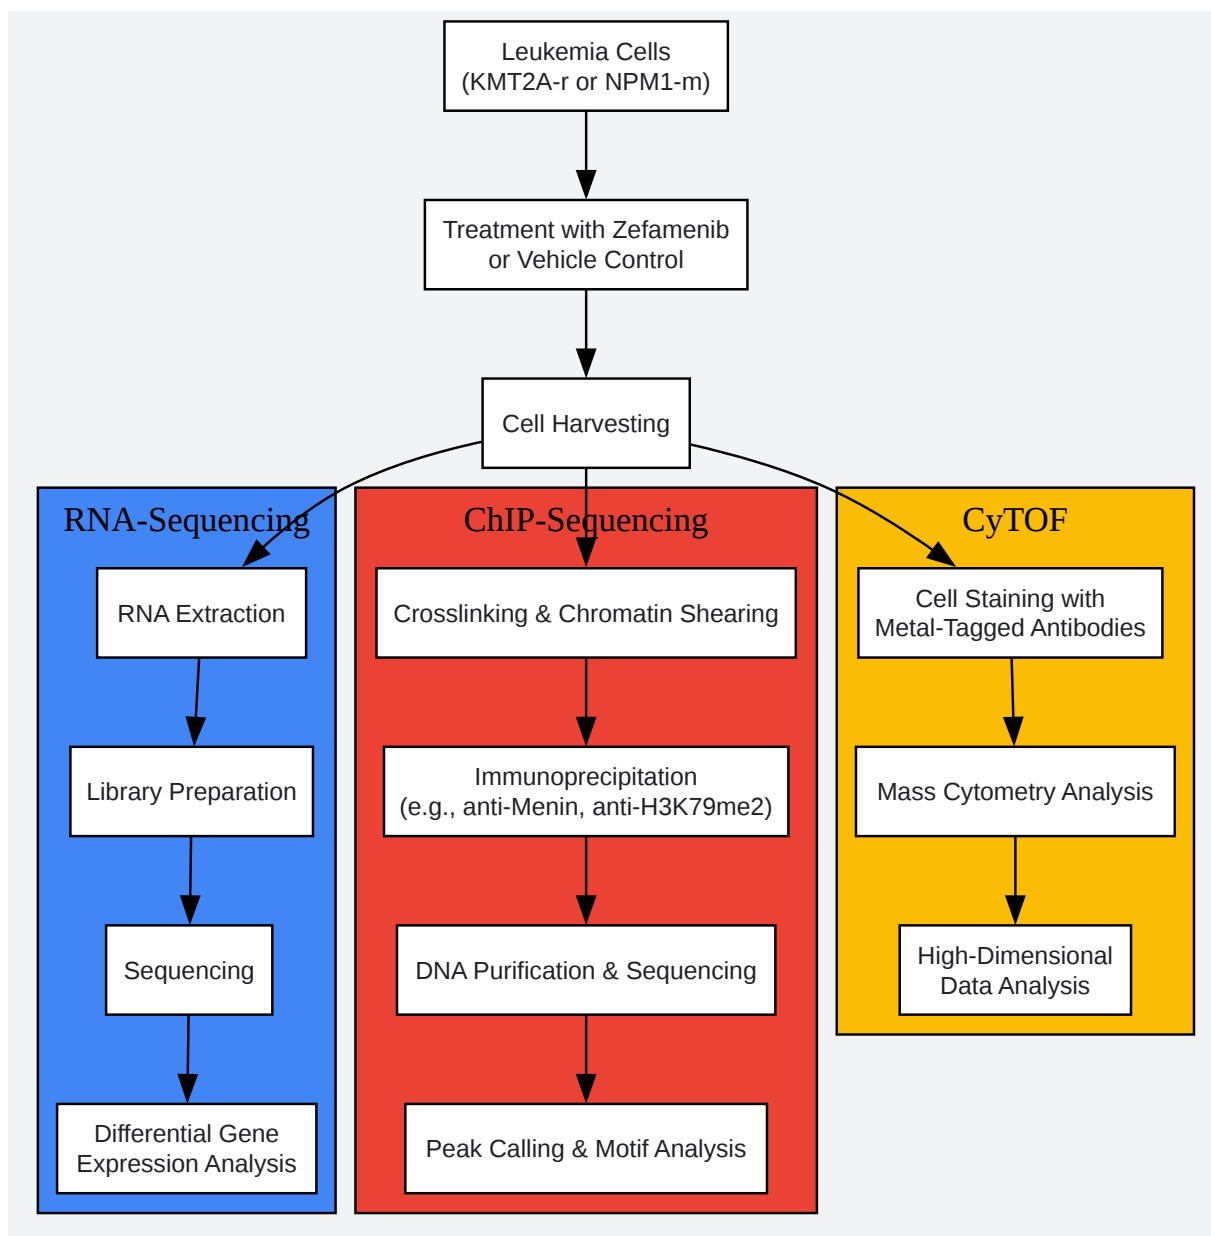 Leukemia Cells
(KMT2A-r or NPM1-m)
Treatment with Zefamenib
or Vehicle Control
Cell Harvesting
RNA-Sequencing
RNA Extraction
Library Preparation
Sequencing
Differential Gene
Expression Analysis
ChIP-Sequencing
Crosslinking & Chromatin Shearing
Immunoprecipitation
(e.g., anti-Menin, anti-H3K79me2)
DNA Purification & Sequencing
Peak Calling & Motif Analysis
CyTOF
Cell Staining with
Metal-Tagged Antibodies
Mass Cytometry Analysis
High-Dimensional
Data Analysis